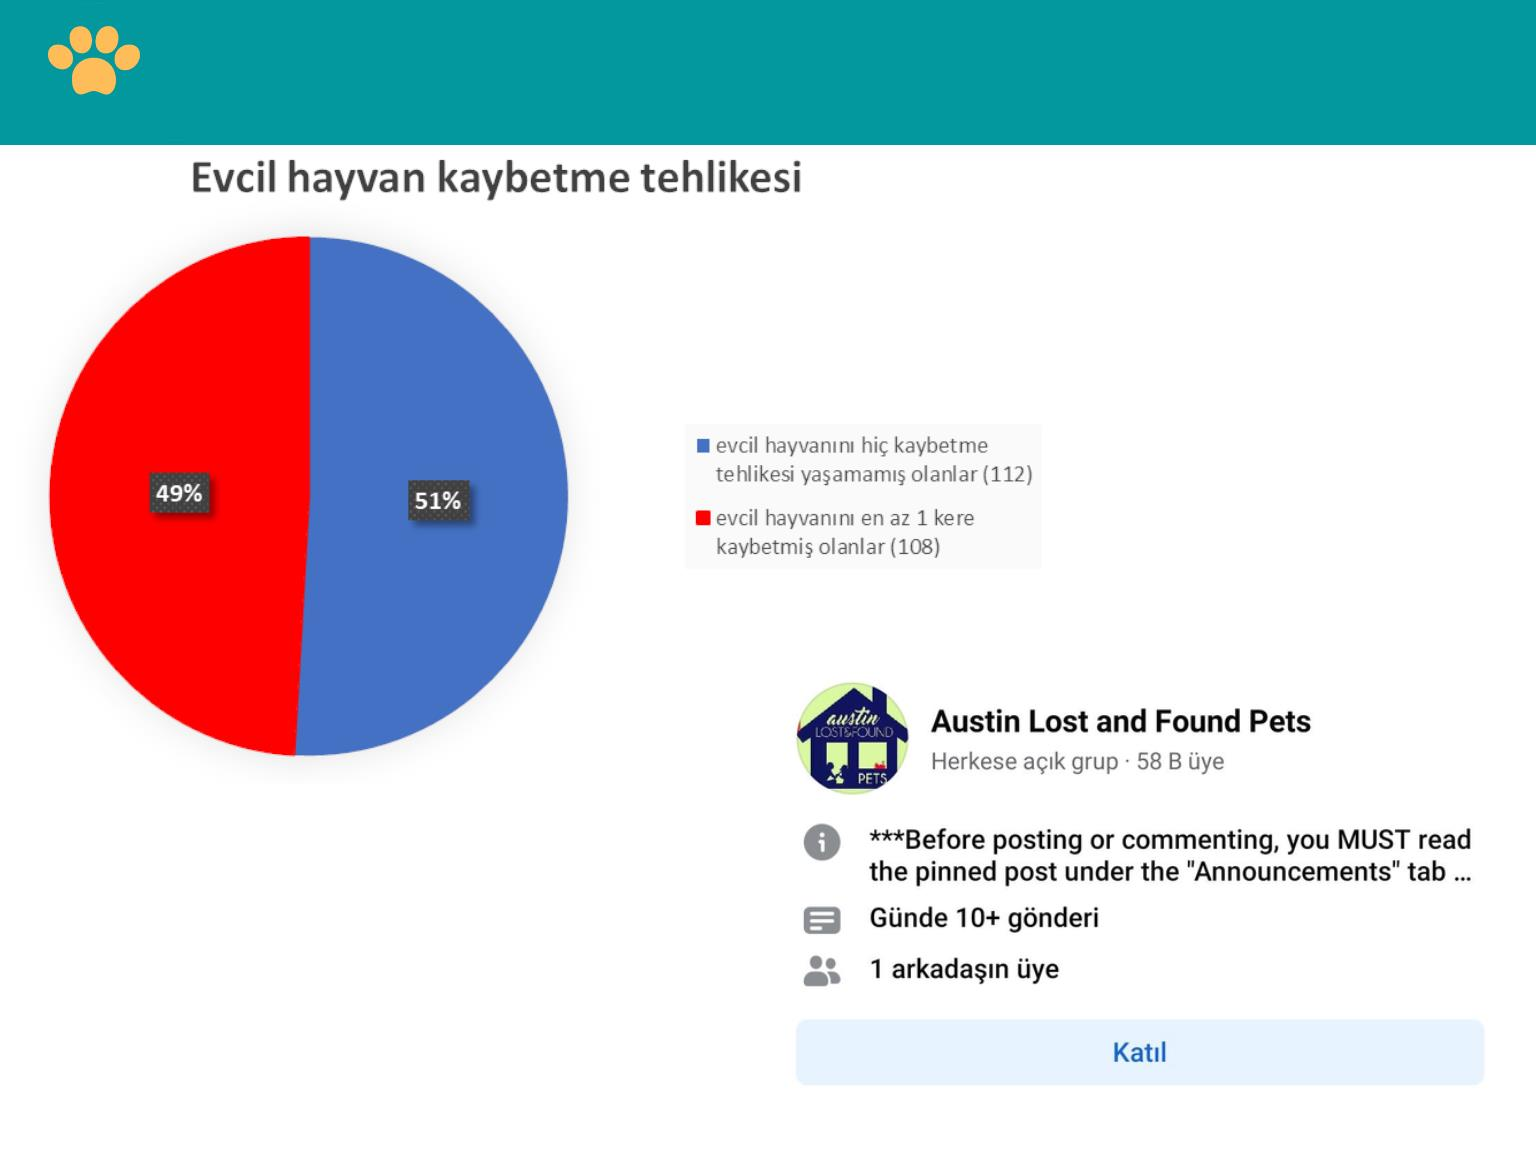 Evcil hayvan kaybetme tehlikesi
49%
51%
evcil hayvanını hiç kaybetme
tehlikesi yaşamamış olanlar (112)
evcil hayvanını en az 1 kere
kaybetmiş olanlar (108)
austin
LOST&FOUND
PETS
Austin Lost and Found Pets
Herkese açık grup · 58 B üye
***Before posting or commenting, you MUST read
the pinned post under the "Announcements" tab ...
Günde 10+ gönderi
1 arkadaşın üye
Katıl